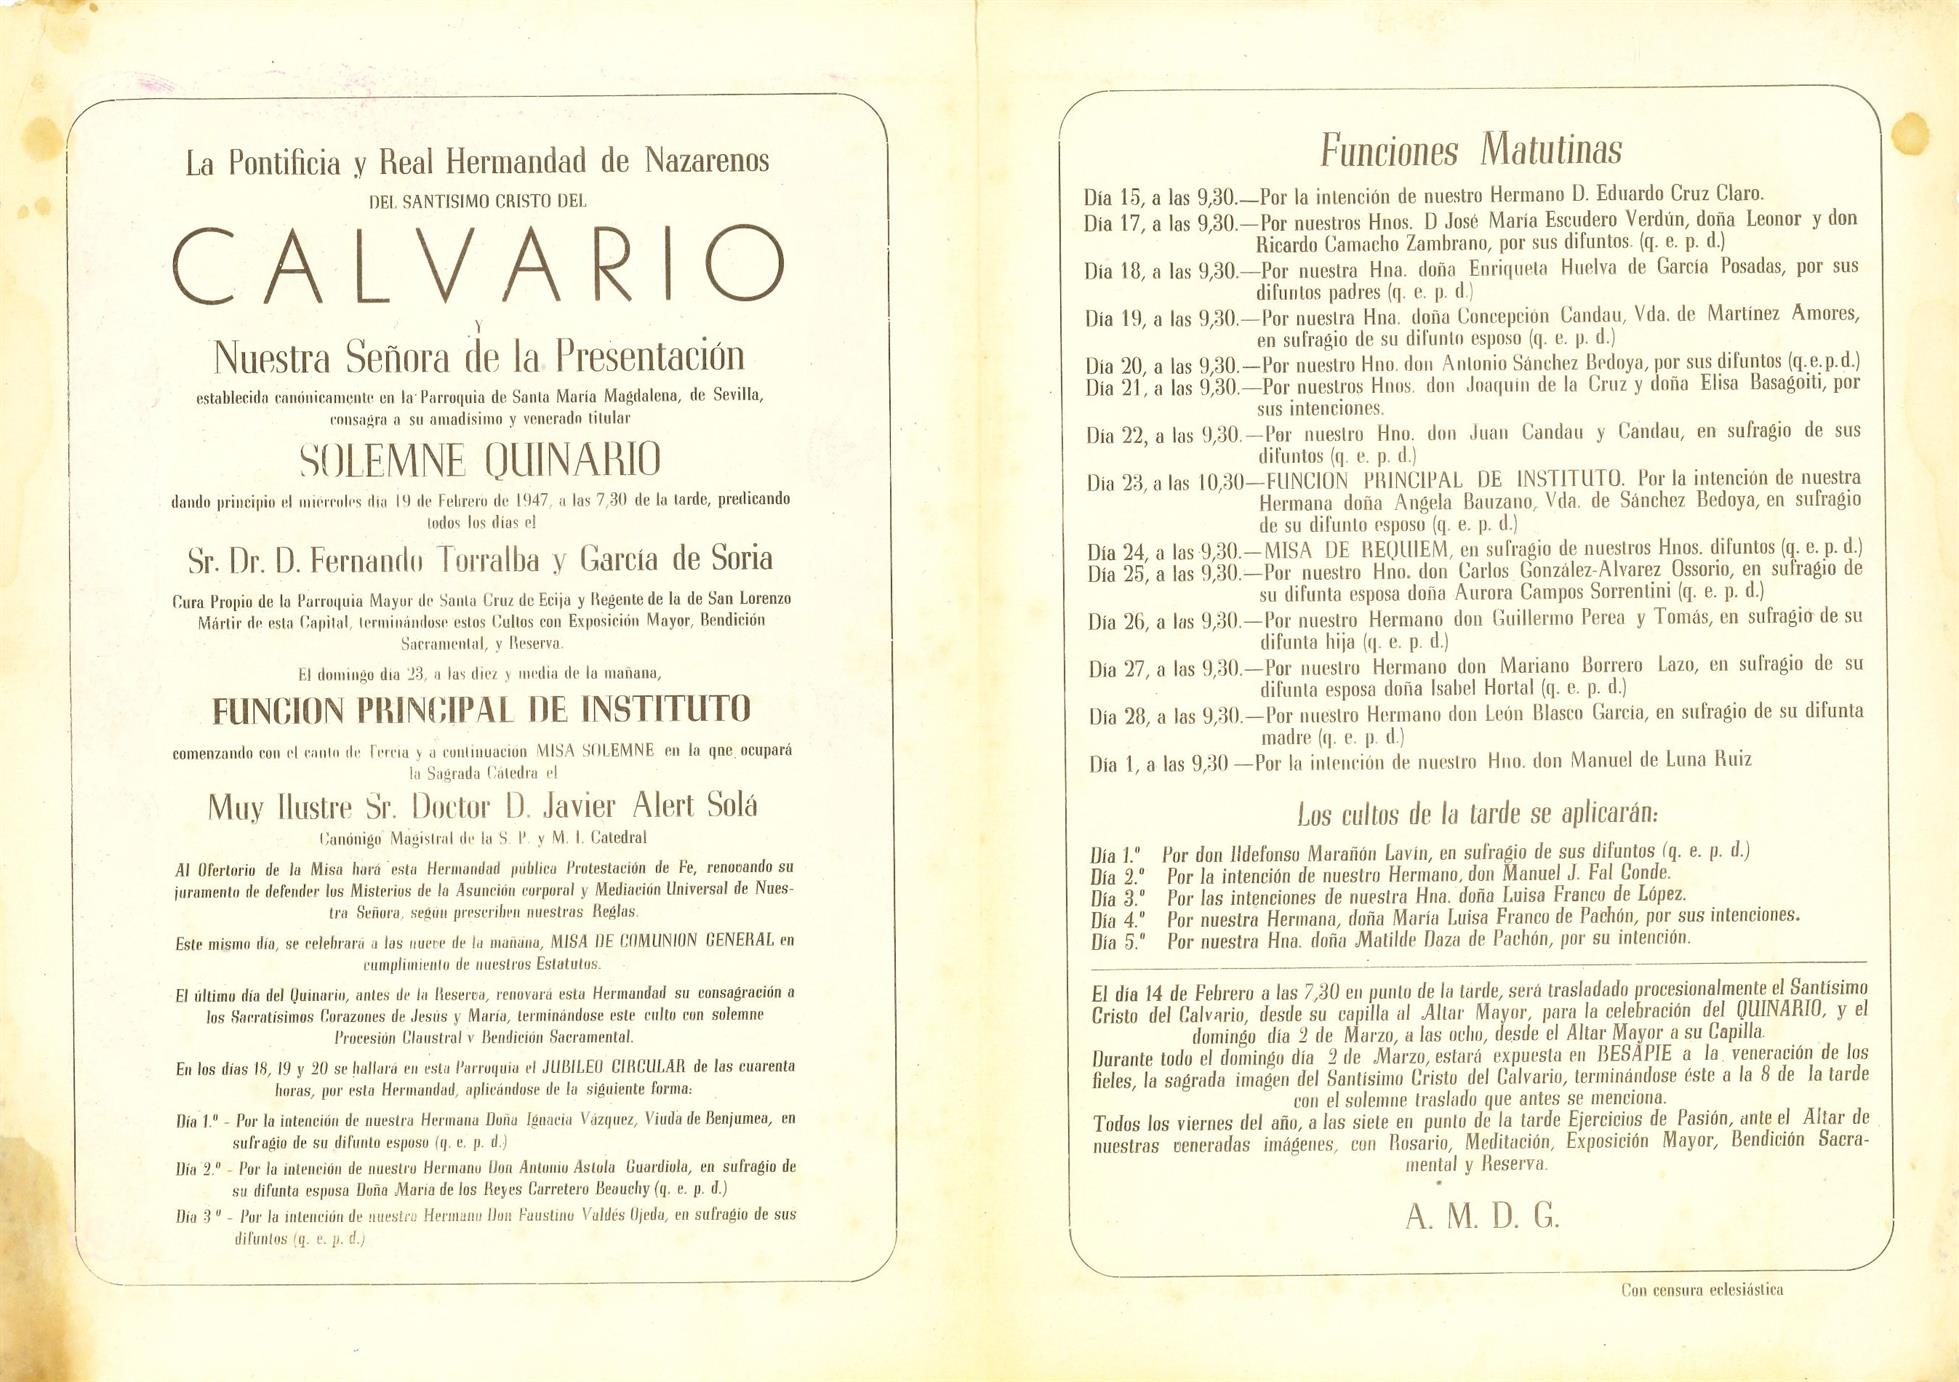 La Pontificia y Real Hermandad de Nazarenos
DEL SANTISIMO CRISTO DEL
CALVARIO
Y
Nuestra Señora de la Presentación
establecida canónicamente en la Parroquia de Santa María Magdalena, de Sevilla,
consagra a su amadísimo y venerado titular
SOLEMNE QUINARIO
dando principio el miércoles día 19 de Febrero de 1947, a las 7,30 de la tarde, predicando
todos los días el
Sr. Dr. D. Fernando Torralba y García de Soria
Cura Propio de la Parroquia Mayor de Santa Cruz de Ecija y Regente de la de San Lorenzo
Mártir de esta Capital, terminándose estos Cultos con Exposición Mayor, Bendición
Sacramental, y Reserva.
El domingo día 23, a las diez y media de la mañana,
FUNCION PRINCIPAL DE INSTITUTO
comenzando con el canto de Tercia y a continuación MISA SOLEMNE en la qne ocupará
la Sagrada Cátedra el
Muy Ilustre Sr. Doctor D. Javier Alert Solá
Canónigo Magistral de la S. P. y M. I. Catedral
Al Ofertorio de la Misa hará esta Hermandad pública Protestación de Fe, renovando su
juramento de defender los Misterios de la Asunción corporal y Mediación Universal de Nues-
tra Señora, según prescriben nuestras Reglas.
Este mismo día, se celebrará a las nueve de la mañana, MISA DE COMUNION GENERAL en
cumplimiento de nuestros Estatutos.
El último día del Quinario, antes de la Reserva, renovará esta Hermandad su consagración a
los Sacratísimos Corazones de Jesús y María, terminándose este culto con solemne
Procesión Claustral v Bendición Sacramental.
En los días 18, 19 y 20 se hallará en esta Parroquia el JUBILEO CIRCULAR de las cuarenta
horas, por esta Hermandad, aplicándose de la siguiente forma:
Día 1.º - Por la intención de nuestra Hermana Doña Ignacia Vázquez, Viuda de Benjumea, en
sufragio de su difunto esposo (q. e. p. d.)
Día 2.º - Por la intención de nuestro Hermano Don Antonio Astola Guardiola, en sufragio de
su difunta esposa Doña María de los Reyes Carretero Beauchy (q. e. p. d.)
Día 3 º - Por la intención de nuestro Hermano Don Faustino Valdés Ojeda, en sufragio de sus
difuntos (q. e. p. d.)
Funciones Matutinas
Día 15, a las 9,30.—Por la intención de nuestro Hermano D. Eduardo Cruz Claro.
Día 17, a las 9,30.—Por nuestros Hnos. D José María Escudero Verdún, doña Leonor y don
Ricardo Camacho Zambrano, por sus difuntos. (q. e. p. d.)
Día 18, a las 9,30.—Por nuestra Hna. doña Enriqueta Huelva de García Posadas, por sus
difuntos padres (q. e. p. d.)
Día 19, a las 9,30.—Por nuestra Hna. doña Concepción Candau, Vda. de Martínez Amores,
en sufragio de su difunto esposo (q. e. p. d.)
Día 20, a las 9,30.—Por nuestro Hno. don Antonio Sánchez Bedoya, por sus difuntos (q.e.p.d.)
Día 21, a las 9,30.—Por nuestros Hnos. don Joaquín de la Cruz y doña Elisa Basagoiti, por
sus intenciones.
Día 22, a las 9,30.—Por nuestro Hno. don Juan Candau y Candau, en sufragio de sus
difuntos (q. e. p. d.)
Día 23, a las 10,30—FUNCION PRINCIPAL DE INSTITUTO. Por la intención de nuestra
Hermana doña Angela Bauzano, Vda. de Sánchez Bedoya, en sufragio
de su difunto esposo (q. e. p. d.)
Día 24, a las 9,30.—MISA DE REQUIEM, en sufragio de nuestros Hnos. difuntos (q. e. p. d.)
Día 25, a las 9,30.—Por nuestro Hno. don Carlos González-Alvarez Ossorio, en sufragio de
su difunta esposa doña Aurora Campos Sorrentini (q. e. p. d.)
Día 26, a las 9,30.—Por nuestro Hermano don Guillermo Perea y Tomás, en sufragio de su
difunta hija (q. e. p. d.)
Día 27, a las 9,30.—Por nuestro Hermano don Mariano Borrero Lazo, en sufragio de su
difunta esposa doña Isabel Hortal (q. e. p. d.)
Día 28, a las 9,30.—Por nuestro Hermano don León Blasco García, en sufragio de su difunta
madre (q. e. p. d.)
Día 1, a las 9,30 —Por la intención de nuestro Hno. don Manuel de Luna Ruiz
Los cultos de la tarde se aplicarán:
Día 1.º Por don Ildefonso Marañón Lavín, en sufragio de sus difuntos (q. e. p. d.)
Día 2.º Por la intención de nuestro Hermano, don Manuel J. Fal Conde.
Día 3.º Por las intenciones de nuestra Hna. doña Luisa Franco de López.
Día 4.º Por nuestra Hermana, doña María Luisa Franco de Pachón, por sus intenciones.
Día 5.º Por nuestra Hna. doña Matilde Daza de Pachón, por su intención.
El día 14 de Febrero a las 7,30 en punto de la tarde, será trasladado procesionalmente el Santísimo
Cristo del Calvario, desde su capilla al Altar Mayor, para la celebración del QUINARIO, y el
domingo día 2 de Marzo, a las ocho, desde el Altar Mayor a su Capilla.
Durante todo el domingo día 2 de Marzo, estará expuesta en BESAPIE a la veneración de los
fieles, la sagrada imagen del Santísimo Cristo del Calvario, terminándose éste a la 8 de la tarde
con el solemne traslado que antes se menciona.
Todos los viernes del año, a las siete en punto de la tarde Ejercicios de Pasión, ante el Altar de
nuestras veneradas imágenes, con Rosario, Meditación, Exposición Mayor, Bendición Sacra-
mental y Reserva.
A. M. D. G.
Con censura eclesiástica